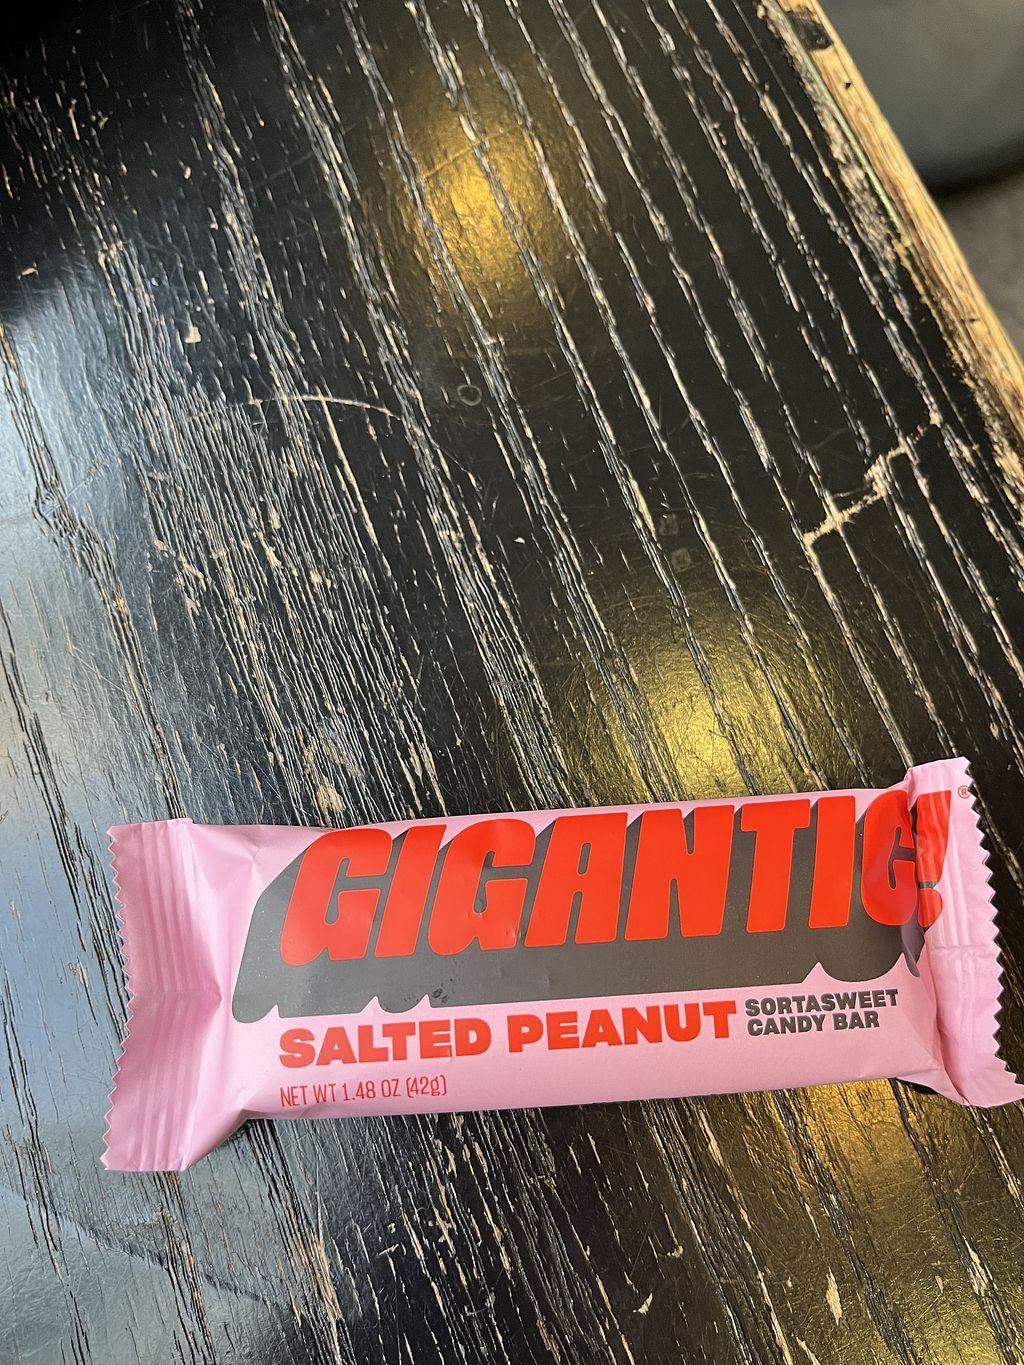 GIGANTIC!®
SALTED PEANUT
SORTASWEET
CANDY BAR
NET WT 1.48 OZ (42g)